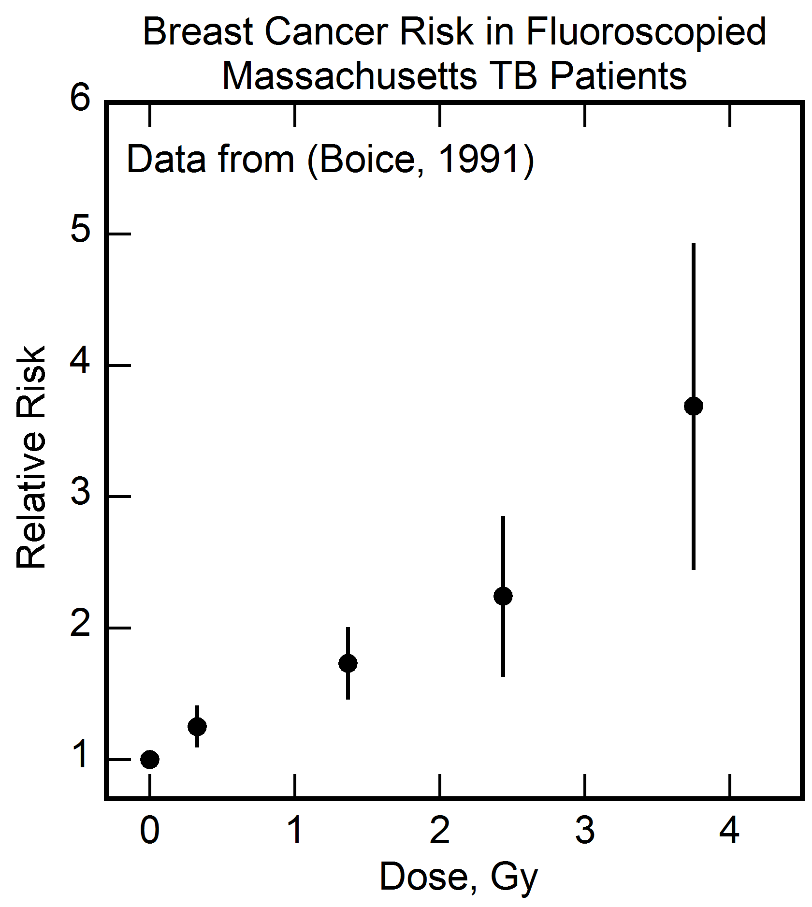 Breast Cancer Risk in Fluoroscopied
Massachusetts TB Patients
Data from (Boice, 1991)
6
5
4
3
2
1
Relative Risk
0 1 2 3 4
Dose, Gy